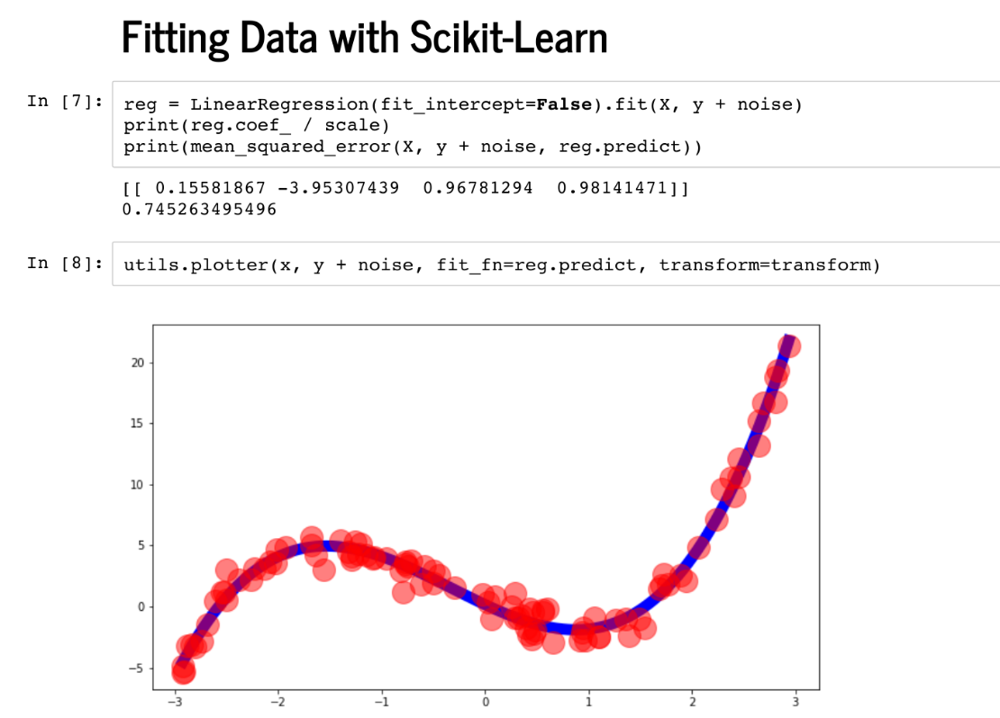 Fitting Data with Scikit-Learn
In [7]: reg = LinearRegression(fit_intercept=False).fit(X, y + noise)
print(reg.coef_ / scale)
print(mean_squared_error(X, y + noise, reg.predict))
[[ 0.15581867 -3.95307439  0.96781294  0.98141471]]
0.745263495496
In [8]: utils.plotter(x, y + noise, fit_fn=reg.predict, transform=transform)
20
15
10
5
0
−5
−3 −2 −1 0 1 2 3